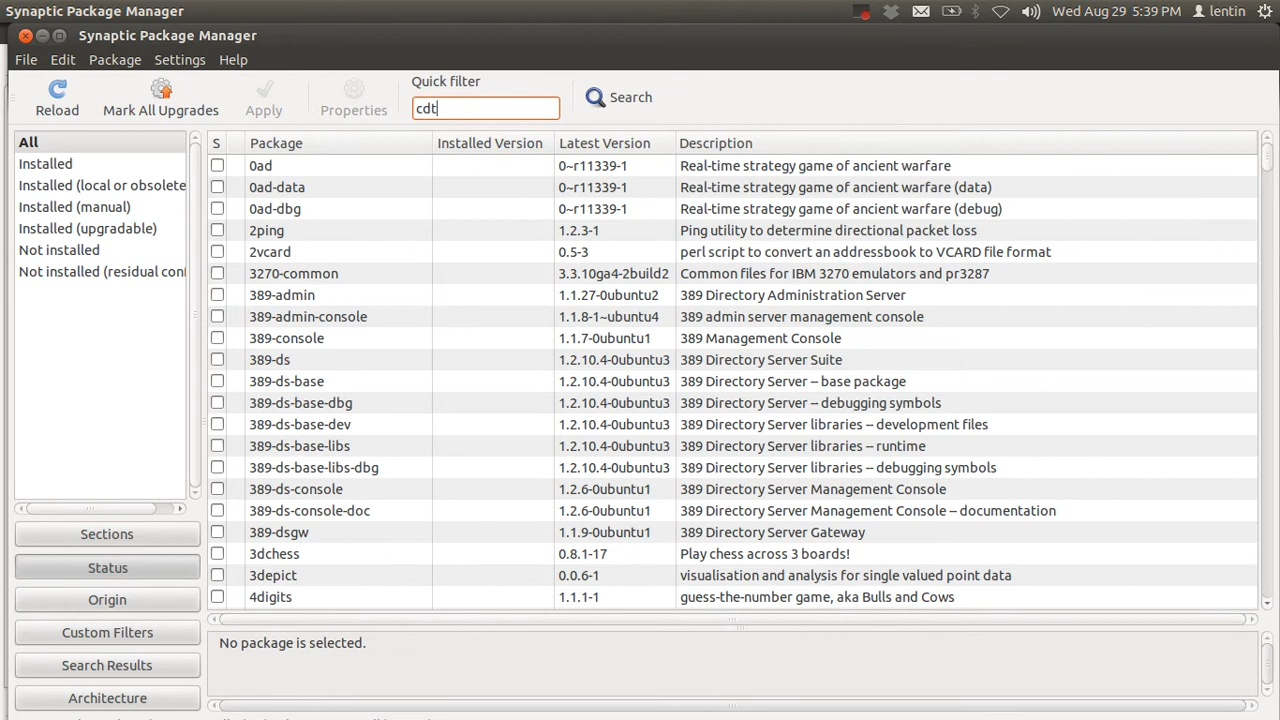 Synaptic Package Manager
Wed Aug 29 5:39 PM lentin
Synaptic Package Manager
File Edit Package Settings Help
Quick filter
Reload Mark All Upgrades Apply Properties cdt Search
All
Installed
Installed (local or obsolete
Installed (manual)
Installed (upgradable)
Not installed
Not installed (residual con
S Package Installed Version Latest Version Description
0ad 0~r11339-1 Real-time strategy game of ancient warfare
0ad-data 0~r11339-1 Real-time strategy game of ancient warfare (data)
0ad-dbg 0~r11339-1 Real-time strategy game of ancient warfare (debug)
2ping 1.2.3-1 Ping utility to determine directional packet loss
2vcard 0.5-3 perl script to convert an addressbook to VCARD file format
3270-common 3.3.10ga4-2build2 Common files for IBM 3270 emulators and pr3287
389-admin 1.1.27-0ubuntu2 389 Directory Administration Server
389-admin-console 1.1.8-1~ubuntu4 389 admin server management console
389-console 1.1.7-0ubuntu1 389 Management Console
389-ds 1.2.10.4-0ubuntu3 389 Directory Server Suite
389-ds-base 1.2.10.4-0ubuntu3 389 Directory Server -- base package
389-ds-base-dbg 1.2.10.4-0ubuntu3 389 Directory Server -- debugging symbols
389-ds-base-dev 1.2.10.4-0ubuntu3 389 Directory Server libraries -- development files
389-ds-base-libs 1.2.10.4-0ubuntu3 389 Directory Server libraries -- runtime
389-ds-base-libs-dbg 1.2.10.4-0ubuntu3 389 Directory Server libraries -- debugging symbols
389-ds-console 1.2.6-0ubuntu1 389 Directory Server Management Console
389-ds-console-doc 1.2.6-0ubuntu1 389 Directory Server Management Console -- documentation
389-dsgw 1.1.9-0ubuntu1 389 Directory Server Gateway
3dchess 0.8.1-17 Play chess across 3 boards!
3depict 0.0.6-1 visualisation and analysis for single valued point data
4digits 1.1.1-1 guess-the-number game, aka Bulls and Cows
Sections
Status
Origin
Custom Filters
Search Results
Architecture
No package is selected.